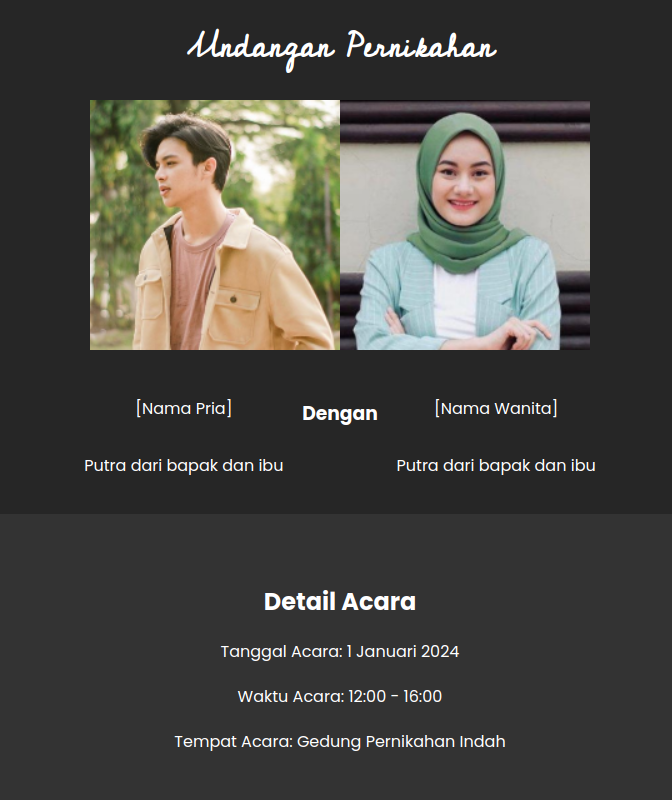 Undangan Pernikahan
[Nama Pria]
Dengan
[Nama Wanita]
Putra dari bapak dan ibu
Putra dari bapak dan ibu
Detail Acara
Tanggal Acara: 1 Januari 2024
Waktu Acara: 12:00 - 16:00
Tempat Acara: Gedung Pernikahan Indah